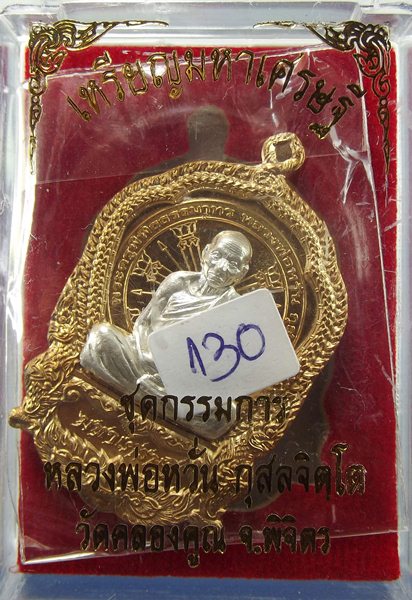 เหรียญมหาเศรษฐี
130
ชุดกรรมการ
หลวงพ่อหวั่น กุสลจิตโต
วัดคลองคูณ จ.พิจิตร